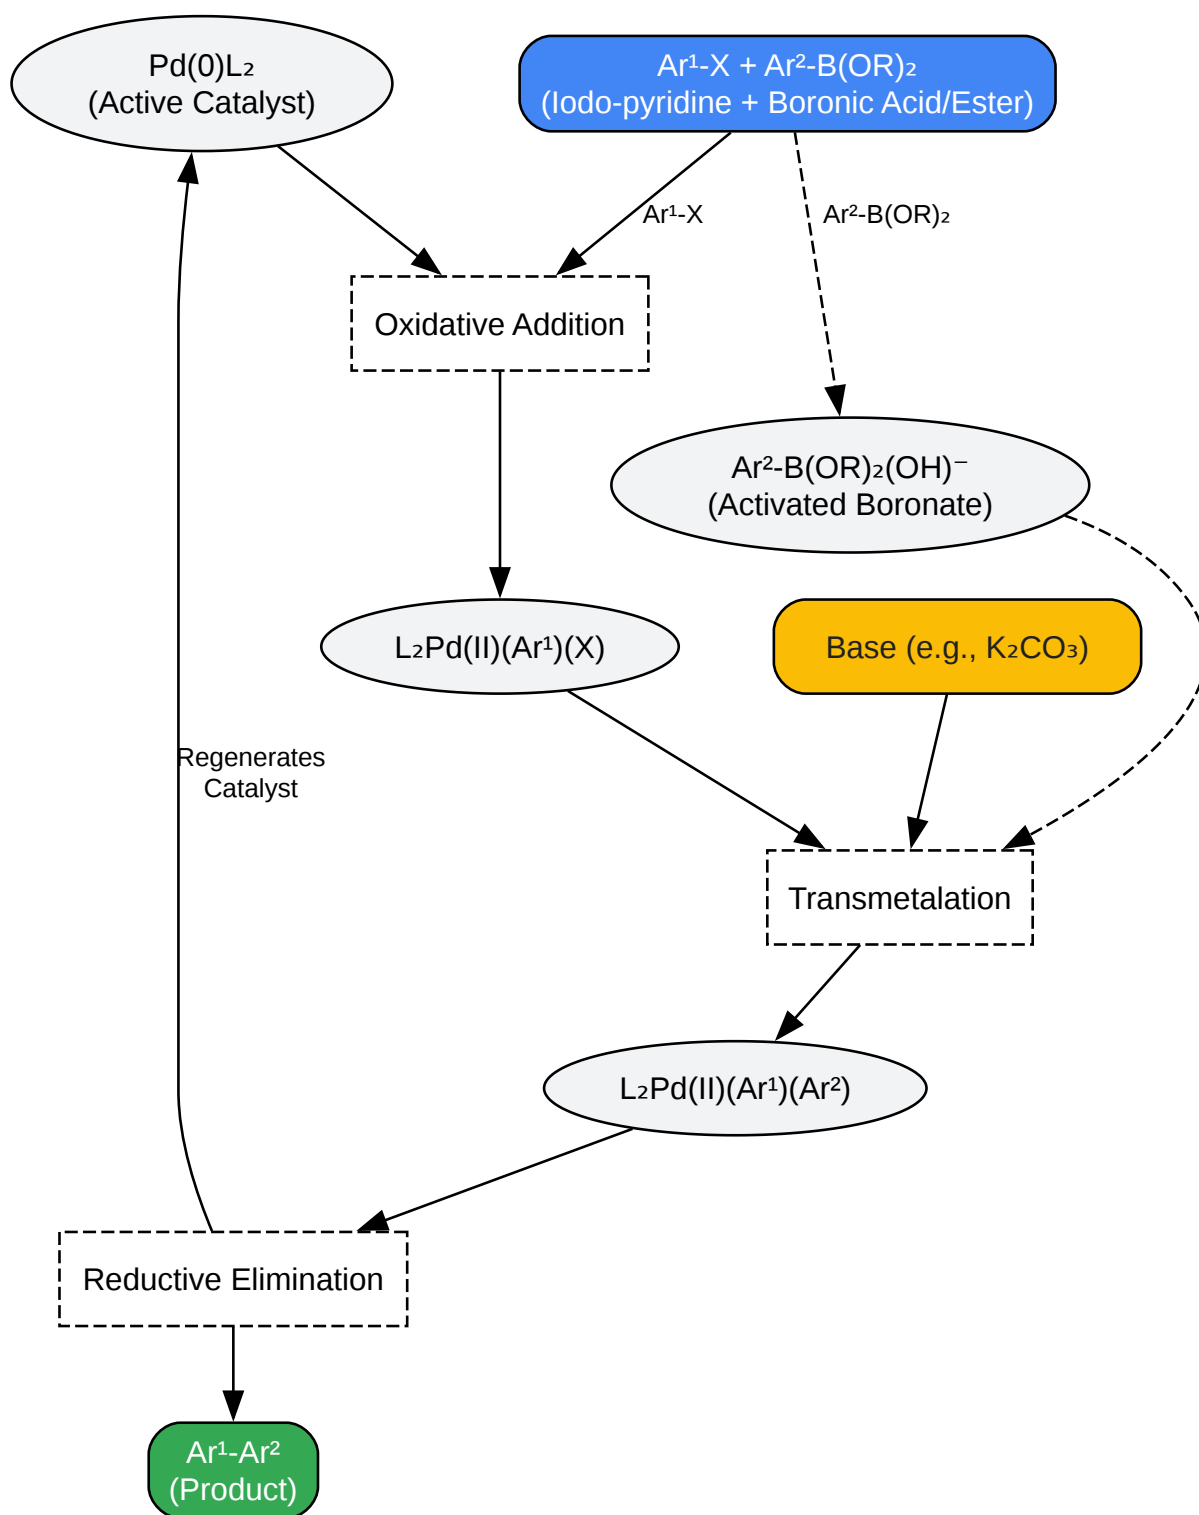 Pd(0)L₂
(Active Catalyst)
Ar¹-X + Ar²-B(OR)₂
(Iodo-pyridine + Boronic Acid/Ester)
Ar¹-X
Ar²-B(OR)₂
Oxidative Addition
Ar²-B(OR)₂(OH)⁻
(Activated Boronate)
L₂Pd(II)(Ar¹)(X)
Base (e.g., K₂CO₃)
Regenerates
Catalyst
Transmetalation
L₂Pd(II)(Ar¹)(Ar²)
Reductive Elimination
Ar¹-Ar²
(Product)